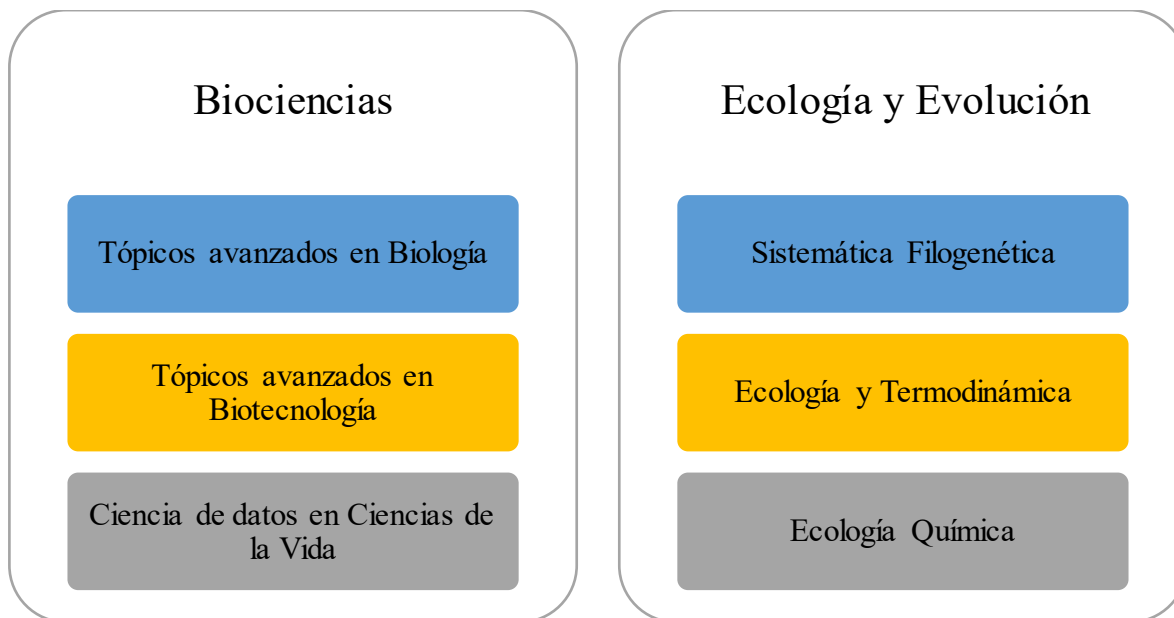 Biociencias
Tópicos avanzados en Biología
Tópicos avanzados en
Biotecnología
Ciencia de datos en Ciencias de
la Vida
Ecología y Evolución
Sistemática Filogenética
Ecología y Termodinámica
Ecología Química